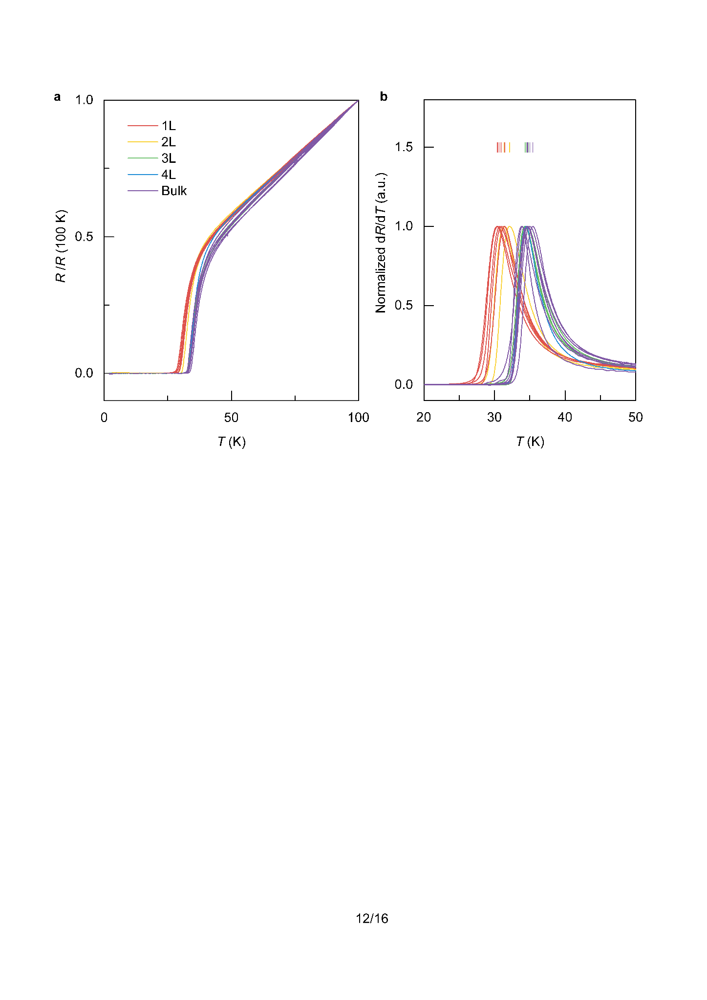 a
1.0
0.5
0.0
R/R (100 K)
1L
2L
3L
4L
Bulk
0
50
100
T (K)
b
1.5
1.0
0.5
0.0
Normalized dR/dT (a.u.)
20
30
40
50
T (K)
12/16